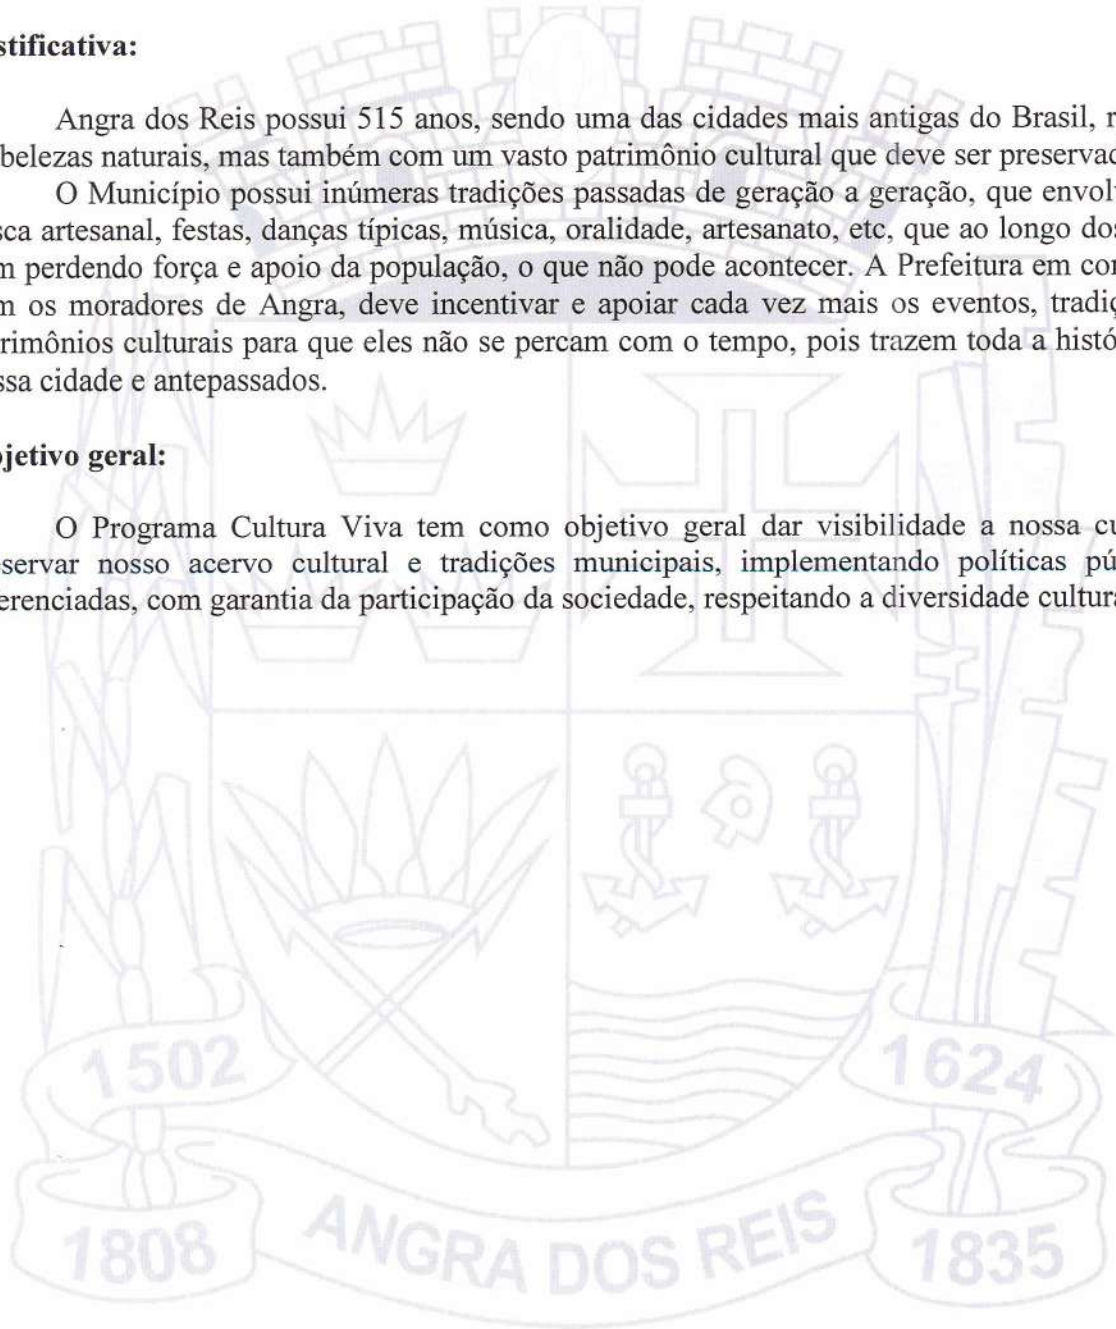 stificativa:
Angra dos Reis possui 515 anos, sendo uma das cidades mais antigas do Brasil, r
belezas naturais, mas também com um vasto patrimônio cultural que deve ser preservad
O Município possui inúmeras tradições passadas de geração a geração, que envol
sca artesanal, festas, danças típicas, música, oralidade, artesanato, etc, que ao longo dos
m perdendo força e apoio da população, o que não pode acontecer. A Prefeitura em con
m os moradores de Angra, deve incentivar e apoiar cada vez mais os eventos, tradiç
rimônios culturais para que eles não se percam com o tempo, pois trazem toda a histó
ssa cidade e antepassados.
jetivo geral:
O Programa Cultura Viva tem como objetivo geral dar visibilidade a nossa cu
servar nosso acervo cultural e tradições municipais, implementando políticas pú
erenciadas, com garantia da participação da sociedade, respeitando a diversidade cultura
1502
1624
1808
ANGRA DOS REIS
1835